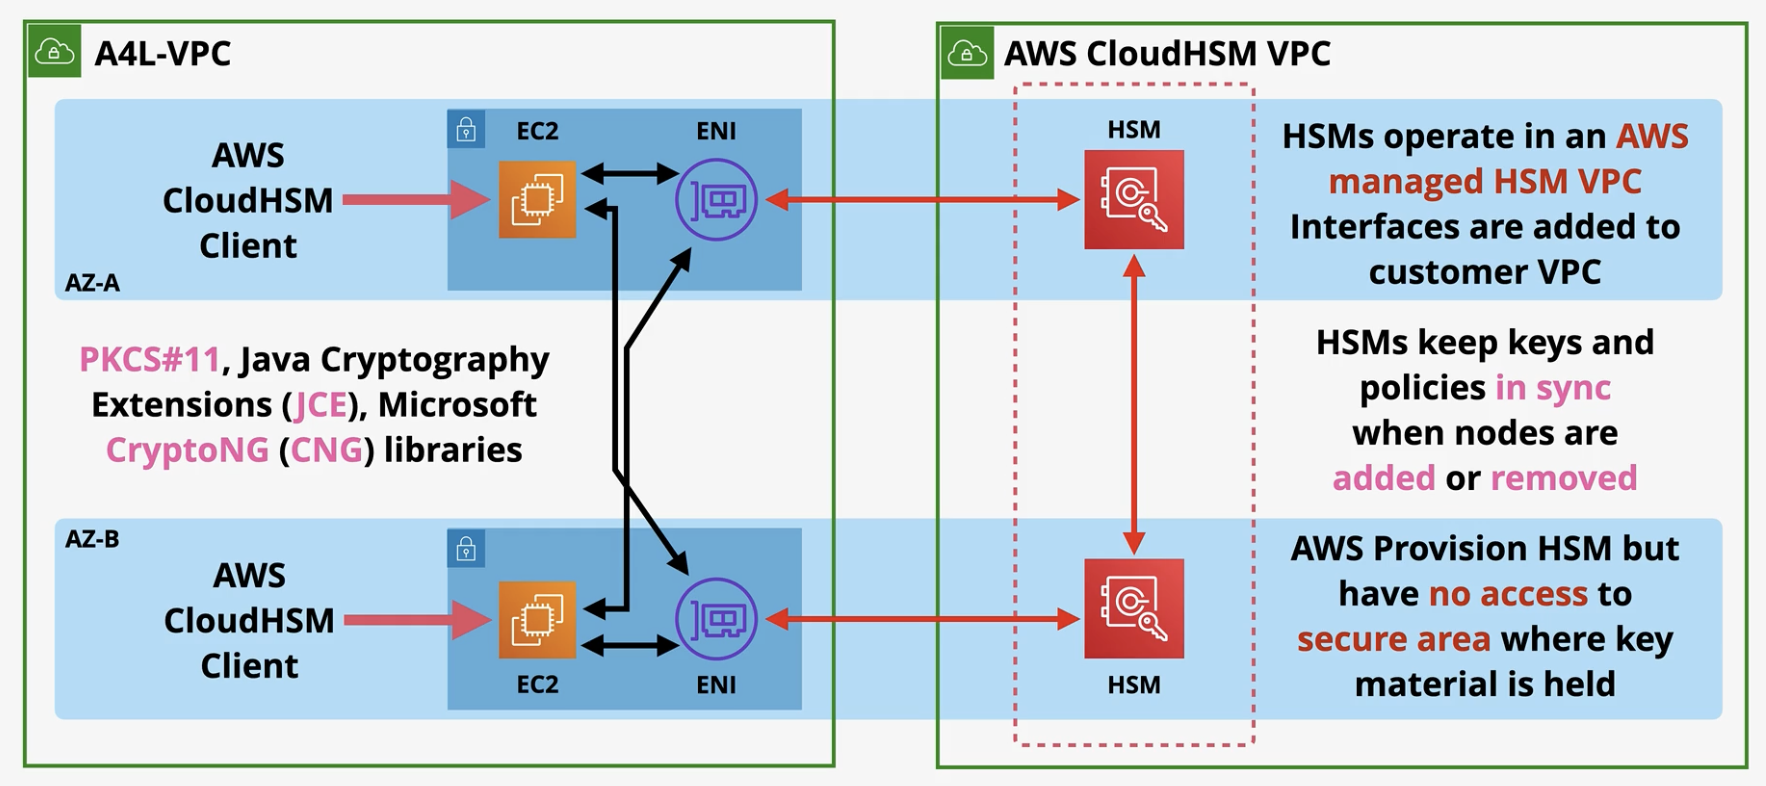 A4L-VPC
AWS CloudHSM VPC
AWS
CloudHSM
Client
AZ-A
EC2
ENI
HSM
HSMs operate in an AWS
managed HSM VPC
Interfaces are added to
customer VPC
PKCS#11, Java Cryptography
Extensions (JCE), Microsoft
CryptoNG (CNG) libraries
HSMs keep keys and
policies in sync
when nodes are
added or removed
AZ-B
AWS
CloudHSM
Client
EC2
ENI
HSM
AWS Provision HSM but
have no access to
secure area where key
material is held